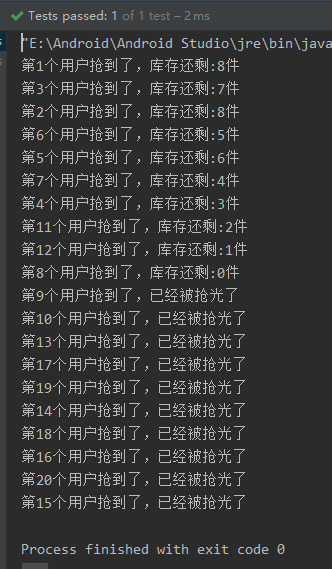 Tests passed: 1 of 1 test – 2 ms
"E:\Android\Android Studio\jre\bin\java
第1个用户抢到了，库存还剩:8件
第3个用户抢到了，库存还剩:7件
第2个用户抢到了，库存还剩:8件
第6个用户抢到了，库存还剩:5件
第5个用户抢到了，库存还剩:6件
第7个用户抢到了，库存还剩:4件
第4个用户抢到了，库存还剩:3件
第11个用户抢到了，库存还剩:2件
第12个用户抢到了，库存还剩:1件
第8个用户抢到了，库存还剩:0件
第9个用户抢到了，已经被抢光了
第10个用户抢到了，已经被抢光了
第13个用户抢到了，已经被抢光了
第17个用户抢到了，已经被抢光了
第19个用户抢到了，已经被抢光了
第14个用户抢到了，已经被抢光了
第18个用户抢到了，已经被抢光了
第16个用户抢到了，已经被抢光了
第20个用户抢到了，已经被抢光了
第15个用户抢到了，已经被抢光了
Process finished with exit code 0